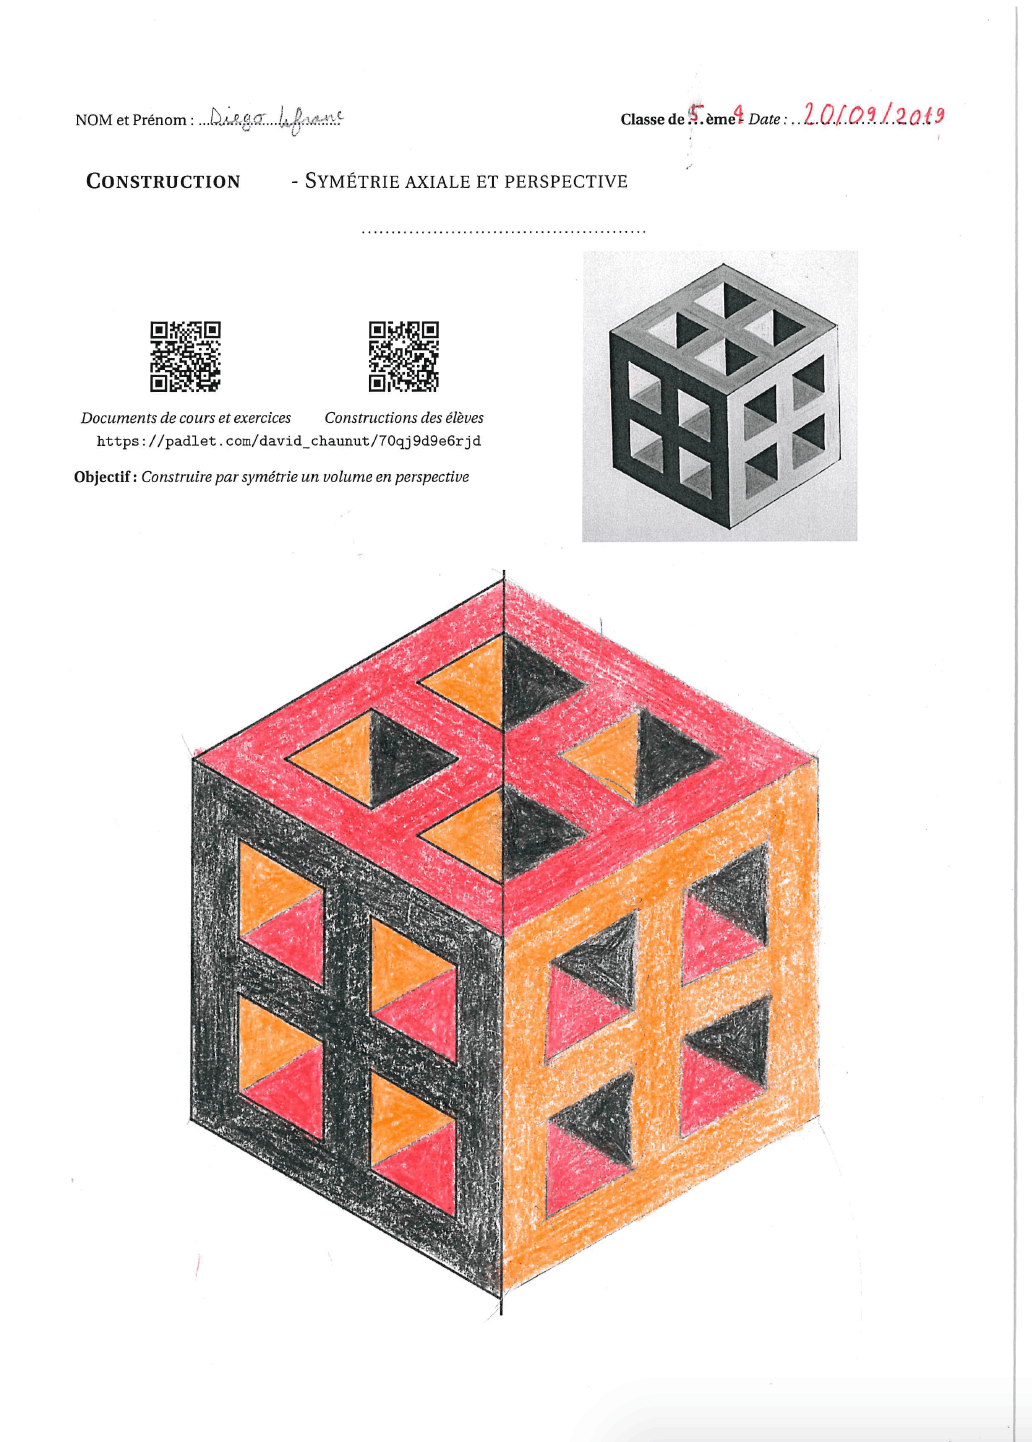 NOM et Prénom : ...Diego Lefranc
Classe de 5 ème 4 Date : 20/09/2019
CONSTRUCTION - SYMÉTRIE AXIALE ET PERSPECTIVE
Documents de cours et exercices Constructions des élèves
https://padlet.com/david_chaunut/70qj9d9e6rjd
Objectif : Construire par symétrie un volume en perspective